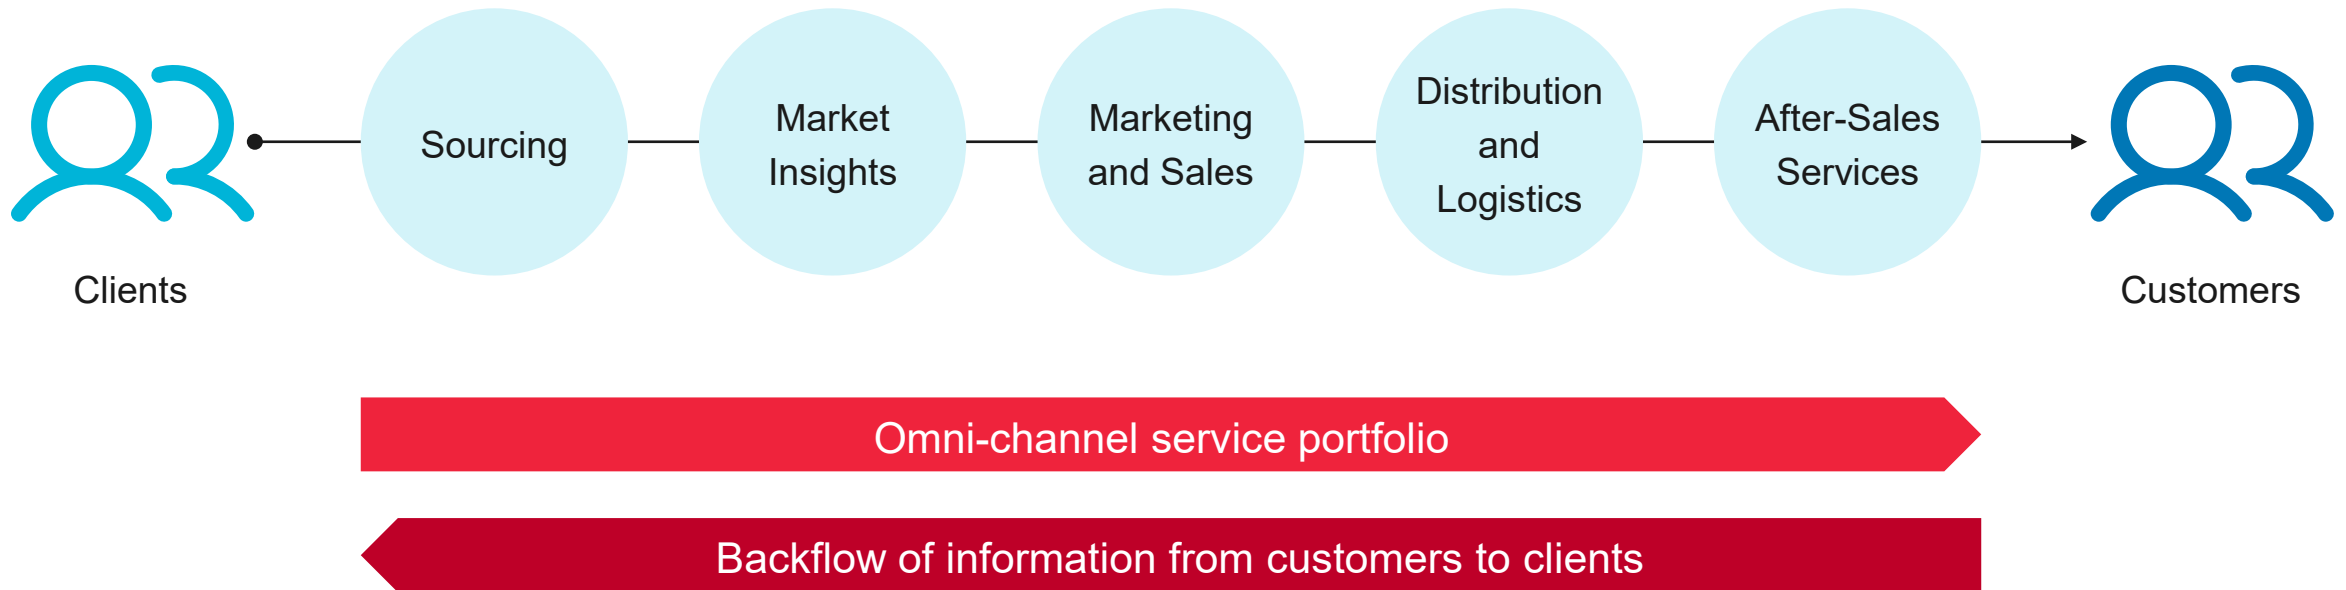 Clients
Sourcing
Market
Insights
Marketing
and Sales
Distribution
and
Logistics
After-Sales
Services
Customers
Omni-channel service portfolio
Backflow of information from customers to clients